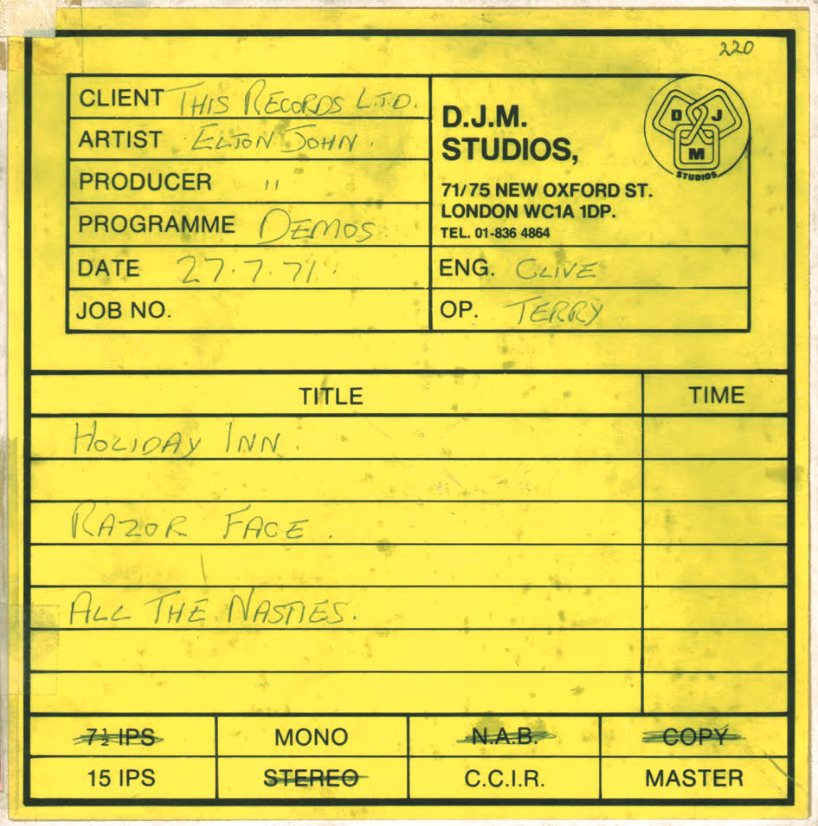 220
CLIENT THIS RECORDS LTD.
ARTIST ELTON JOHN.
PRODUCER "
PROGRAMME DEMOS
DATE 27.7.71.
JOB NO.
D.J.M.
STUDIOS,
71/75 NEW OXFORD ST.
LONDON WC1A 1DP.
TEL. 01-836 4864
D J
M
STUDIOS
ENG. CLIVE
OP. TERRY
TITLE TIME
HOLIDAY INN.
RAZOR FACE.
ALL THE NASTIES.
7½ IPS MONO N.A.B. COPY
15 IPS STEREO C.C.I.R. MASTER